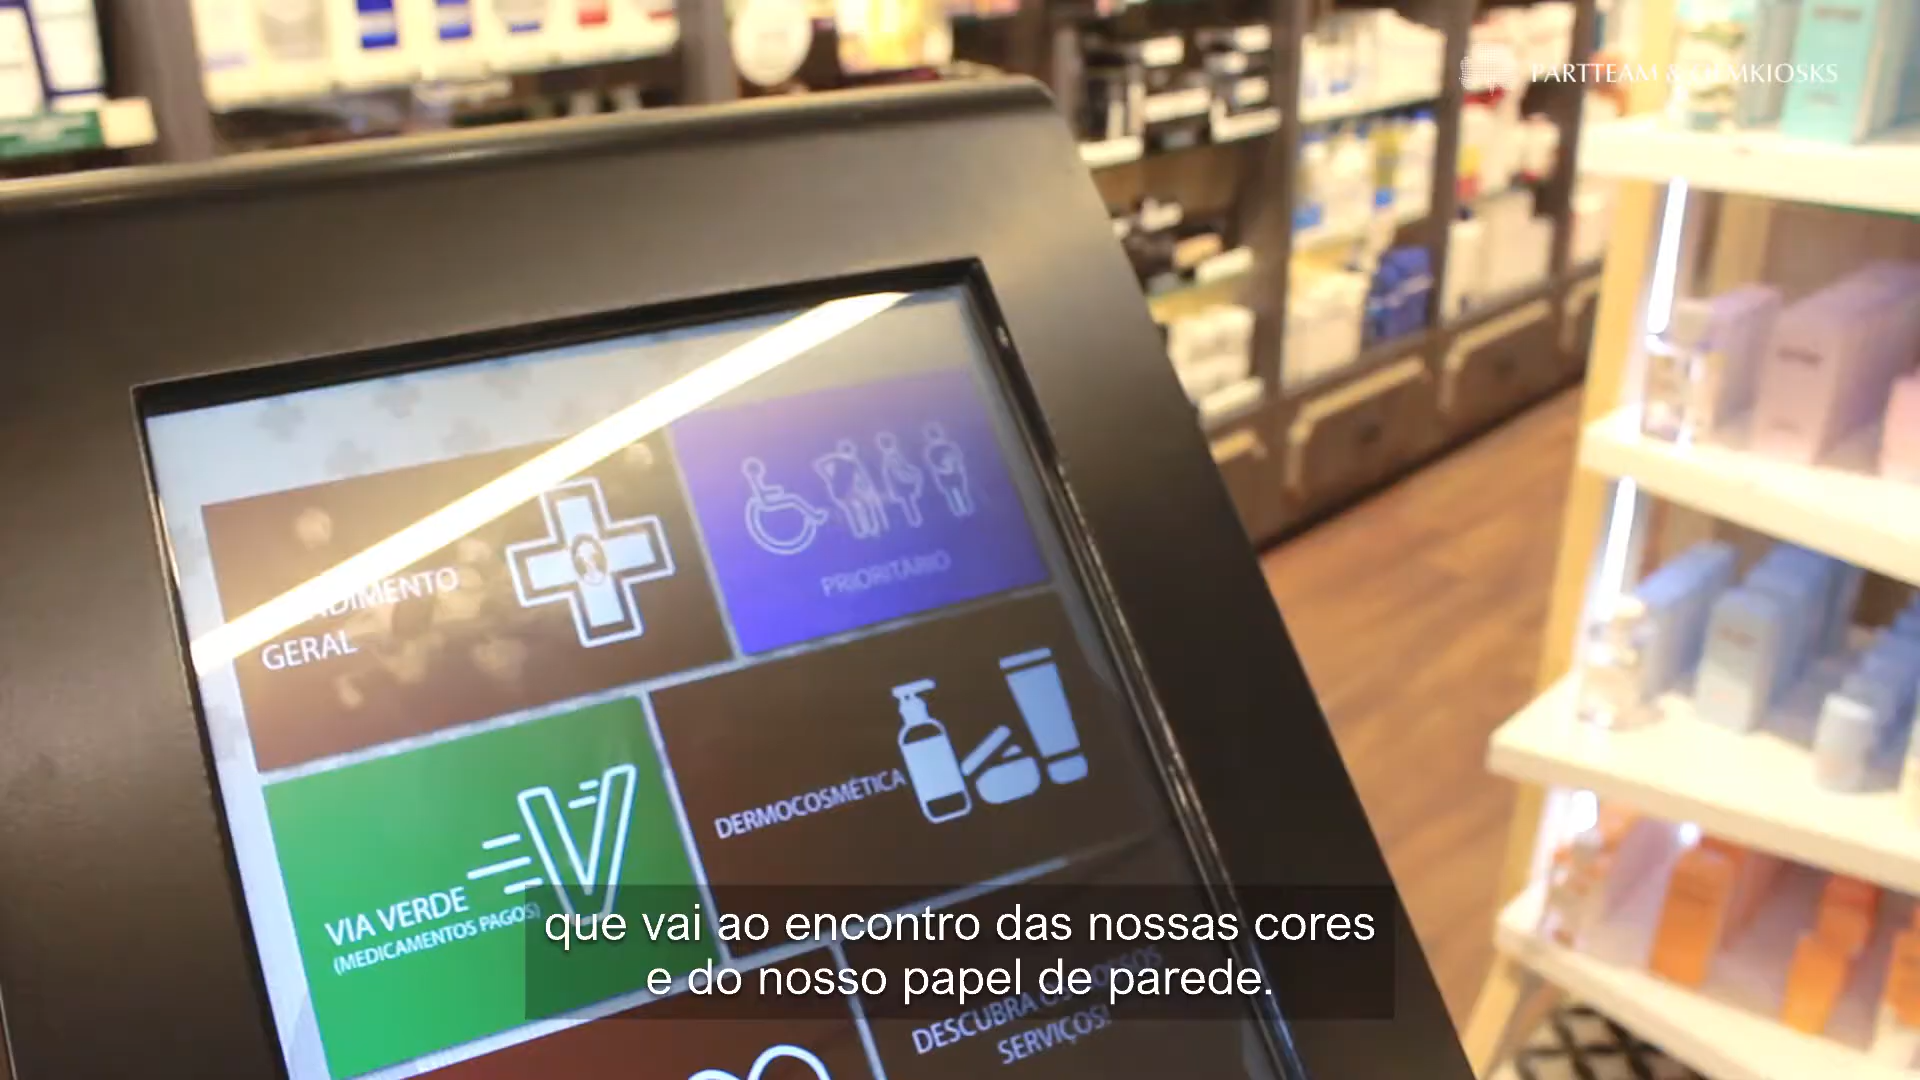 PARTTEAM & OEMKIOSKS
GERAL
PRIORITÁRIO
DERMOCOSMÉTICA
VIA VERDE
(MEDICAMENTOS PAGOS)
que vai ao encontro das nossas cores
e do nosso papel de parede.
DESCUBRA OS NOSSOS
SERVIÇOS!